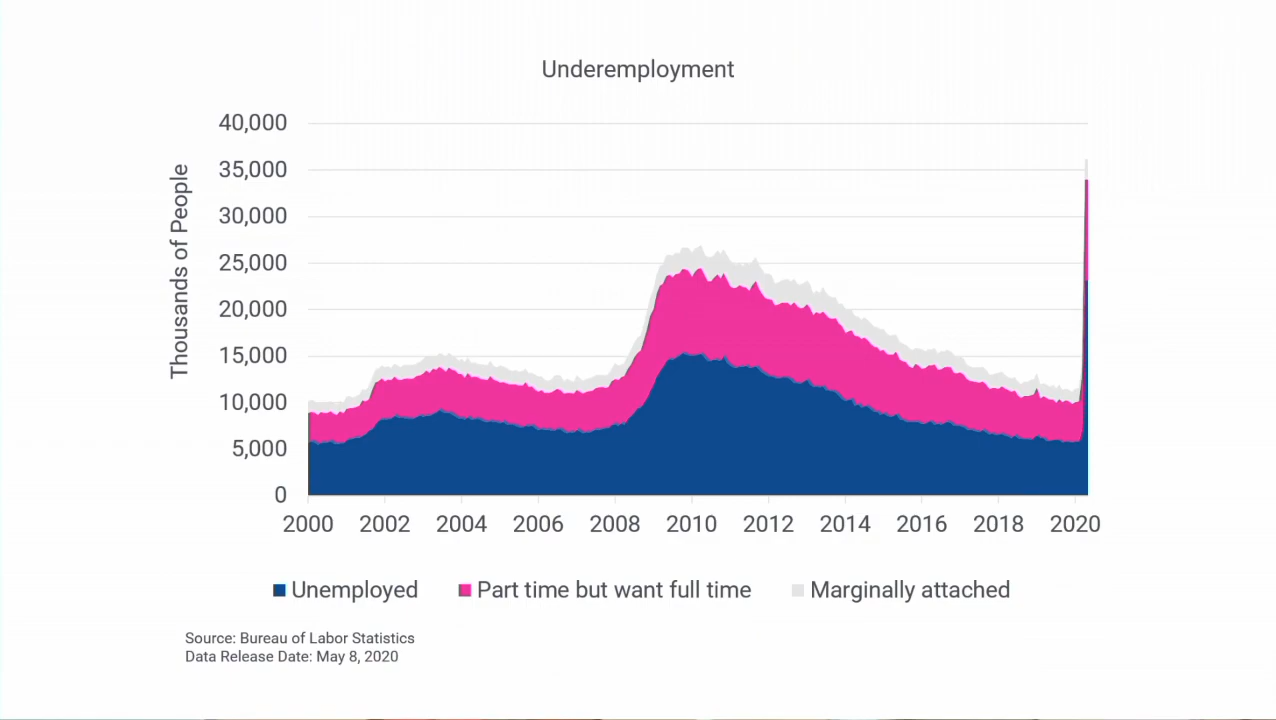 Underemployment
Thousands of People
40,000
35,000
30,000
25,000
20,000
15,000
10,000
5,000
0
2000 2002 2004 2006 2008 2010 2012 2014 2016 2018 2020
Unemployed Part time but want full time Marginally attached
Source: Bureau of Labor Statistics
Data Release Date: May 8, 2020